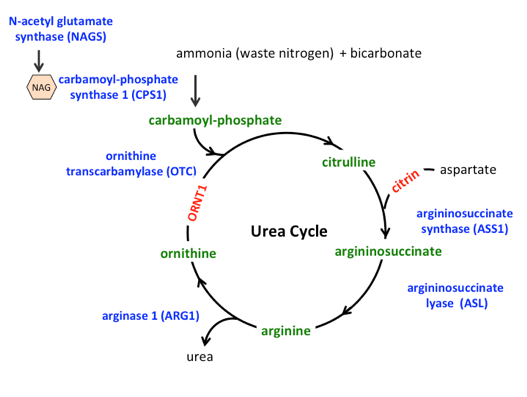 N-acetyl glutamate
synthase (NAGS)
ammonia (waste nitrogen) + bicarbonate
NAG
carbamoyl-phosphate
synthase 1 (CPS1)
carbamoyl-phosphate
ornithine
transcarbamylase (OTC)
citrulline
citrin
aspartate
ORNT1
argininosuccinate
synthase (ASS1)
Urea Cycle
ornithine
argininosuccinate
argininosuccinate
lyase (ASL)
arginase 1 (ARG1)
arginine
urea